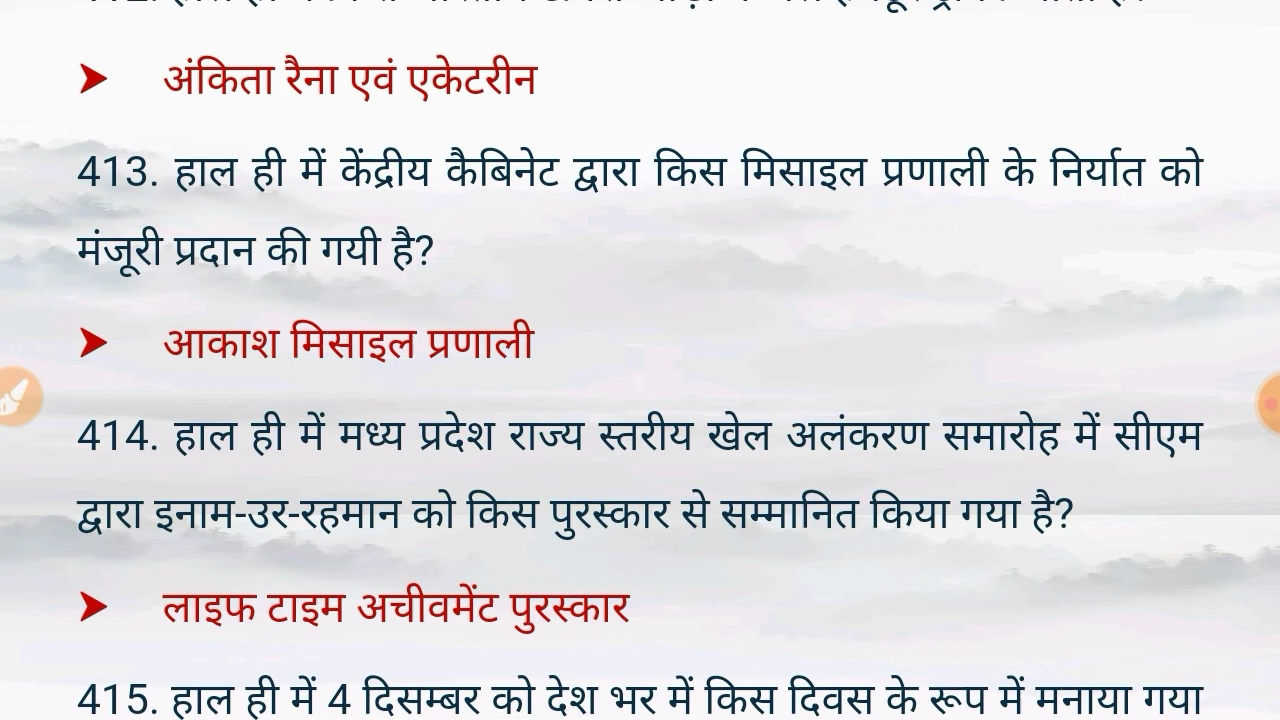 अंकिता रैना एवं एकेटरीन
413. हाल ही में केंद्रीय कैबिनेट द्वारा किस मिसाइल प्रणाली के निर्यात को
मंजूरी प्रदान की गयी है?
आकाश मिसाइल प्रणाली
414. हाल ही में मध्य प्रदेश राज्य स्तरीय खेल अलंकरण समारोह में सीएम
द्वारा इनाम-उर-रहमान को किस पुरस्कार से सम्मानित किया गया है?
लाइफ टाइम अचीवमेंट पुरस्कार
415. हाल ही में 4 दिसम्बर को देश भर में किस दिवस के रूप में मनाया गया